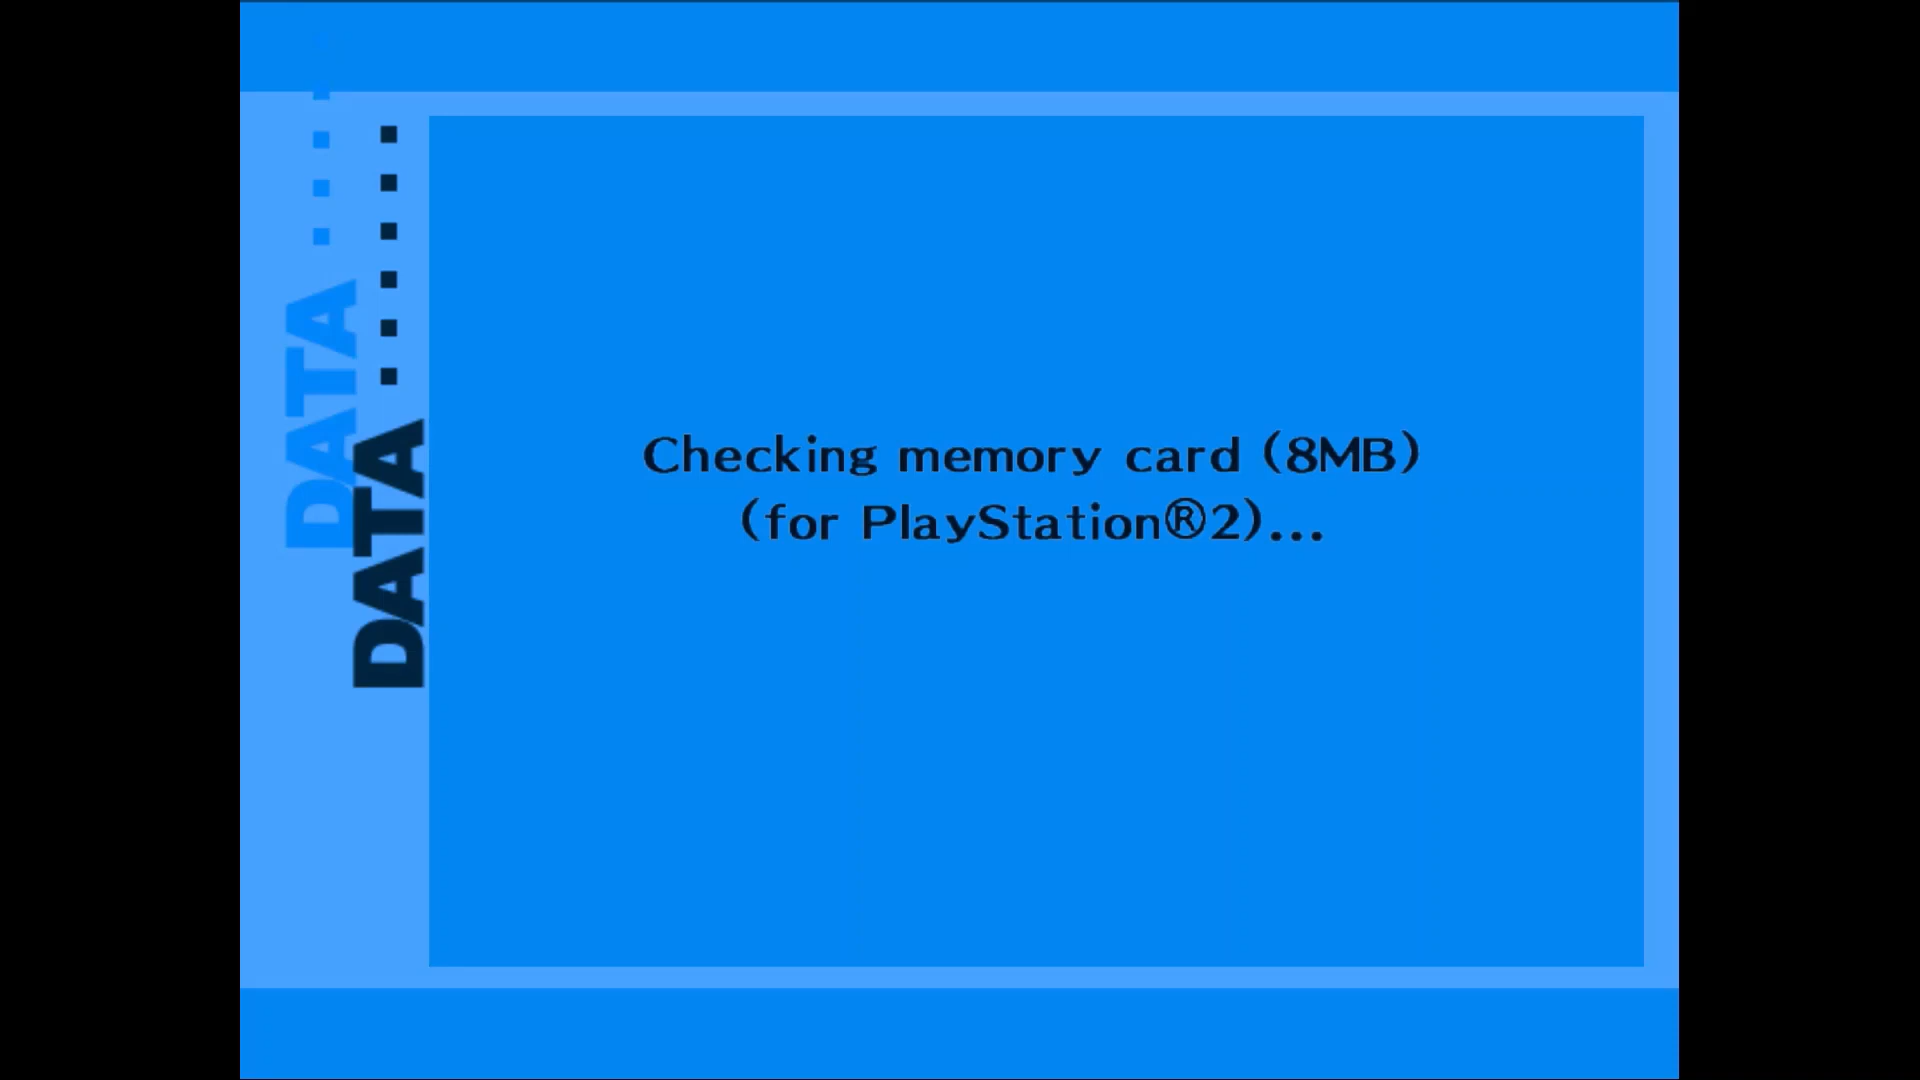 DATA......
DATA....
Checking memory card (8MB)
(for PlayStation®2)...